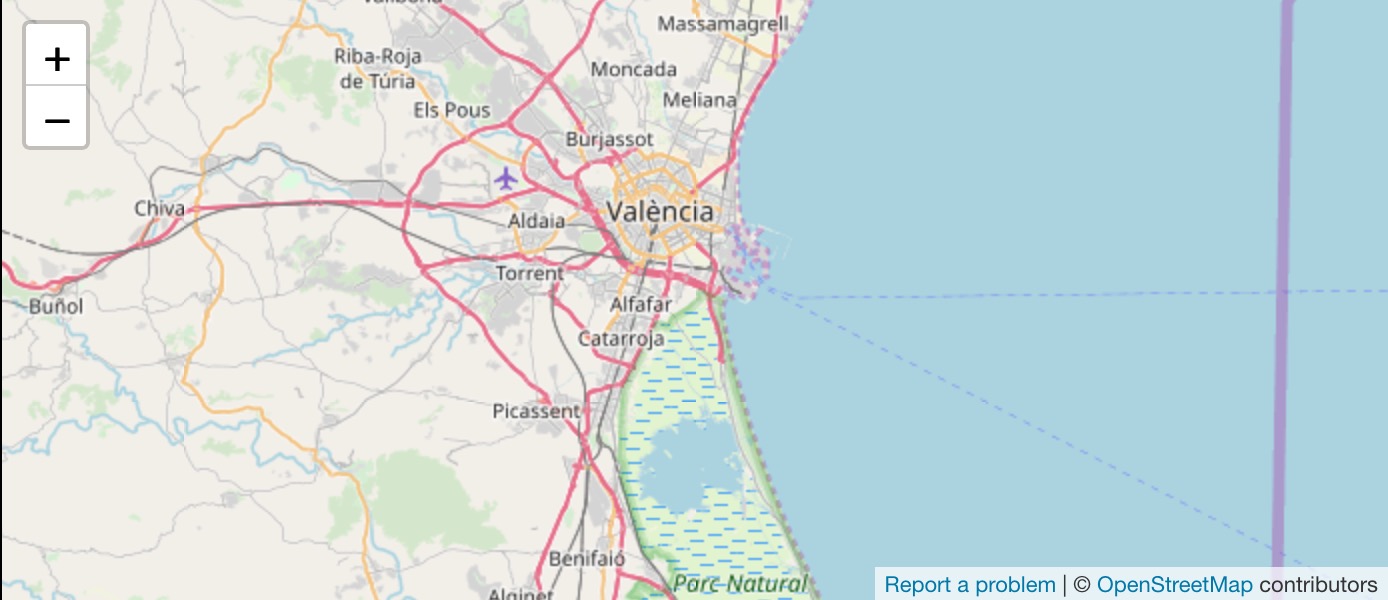 Vallbona
Massamagrell
+
Riba-Roja
de Túria
Moncada
Els Pous
Meliana
−
Burjassot
Chiva
Aldaia
València
Torrent
Buñol
Alfafar
Catarroja
Picassent
Benifaió
Parc Natural
Alginet
Report a problem | © OpenStreetMap contributors